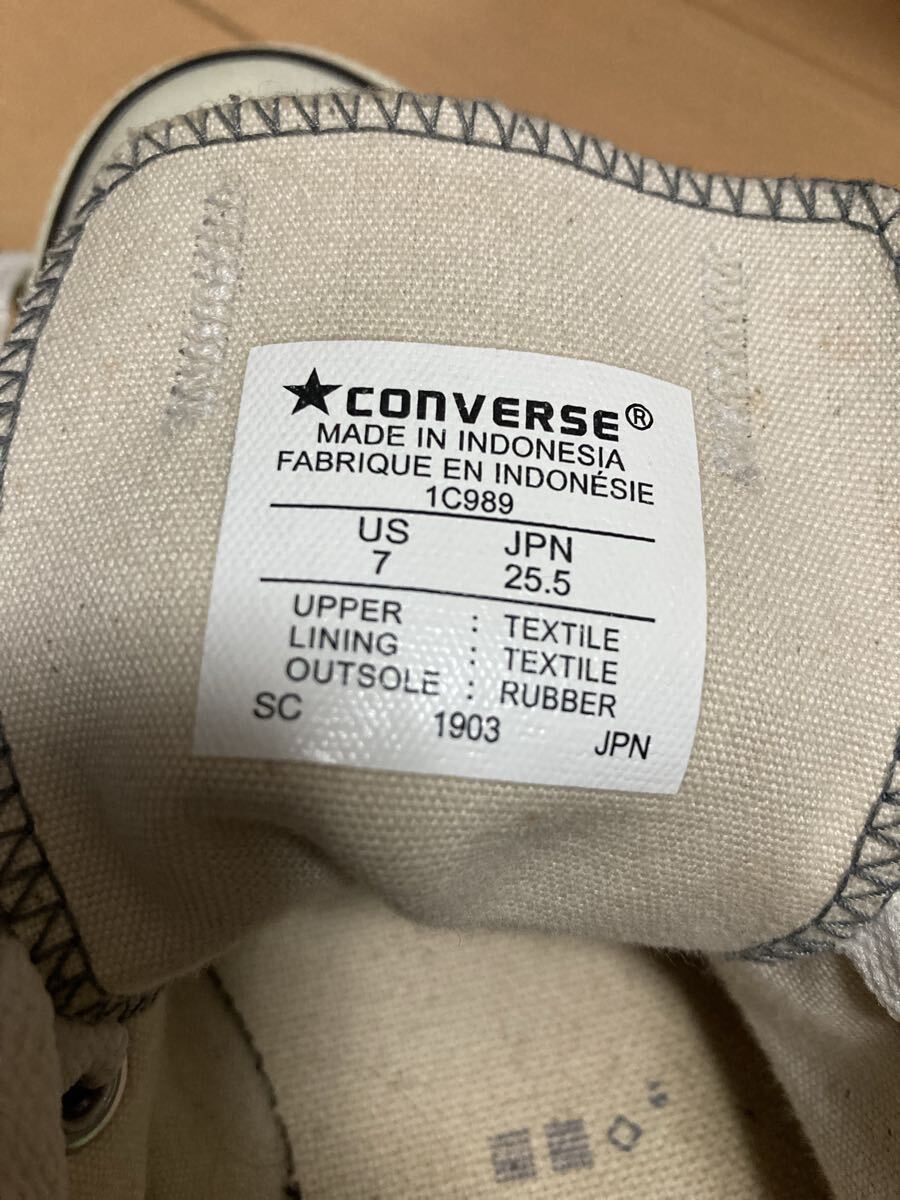 ★CONVERSE®
MADE IN INDONESIA
FABRIQUE EN INDONÉSIE
1C989
US JPN
7 25.5
UPPER : TEXTILE
LINING : TEXTILE
OUTSOLE : RUBBER
SC 1903 JPN